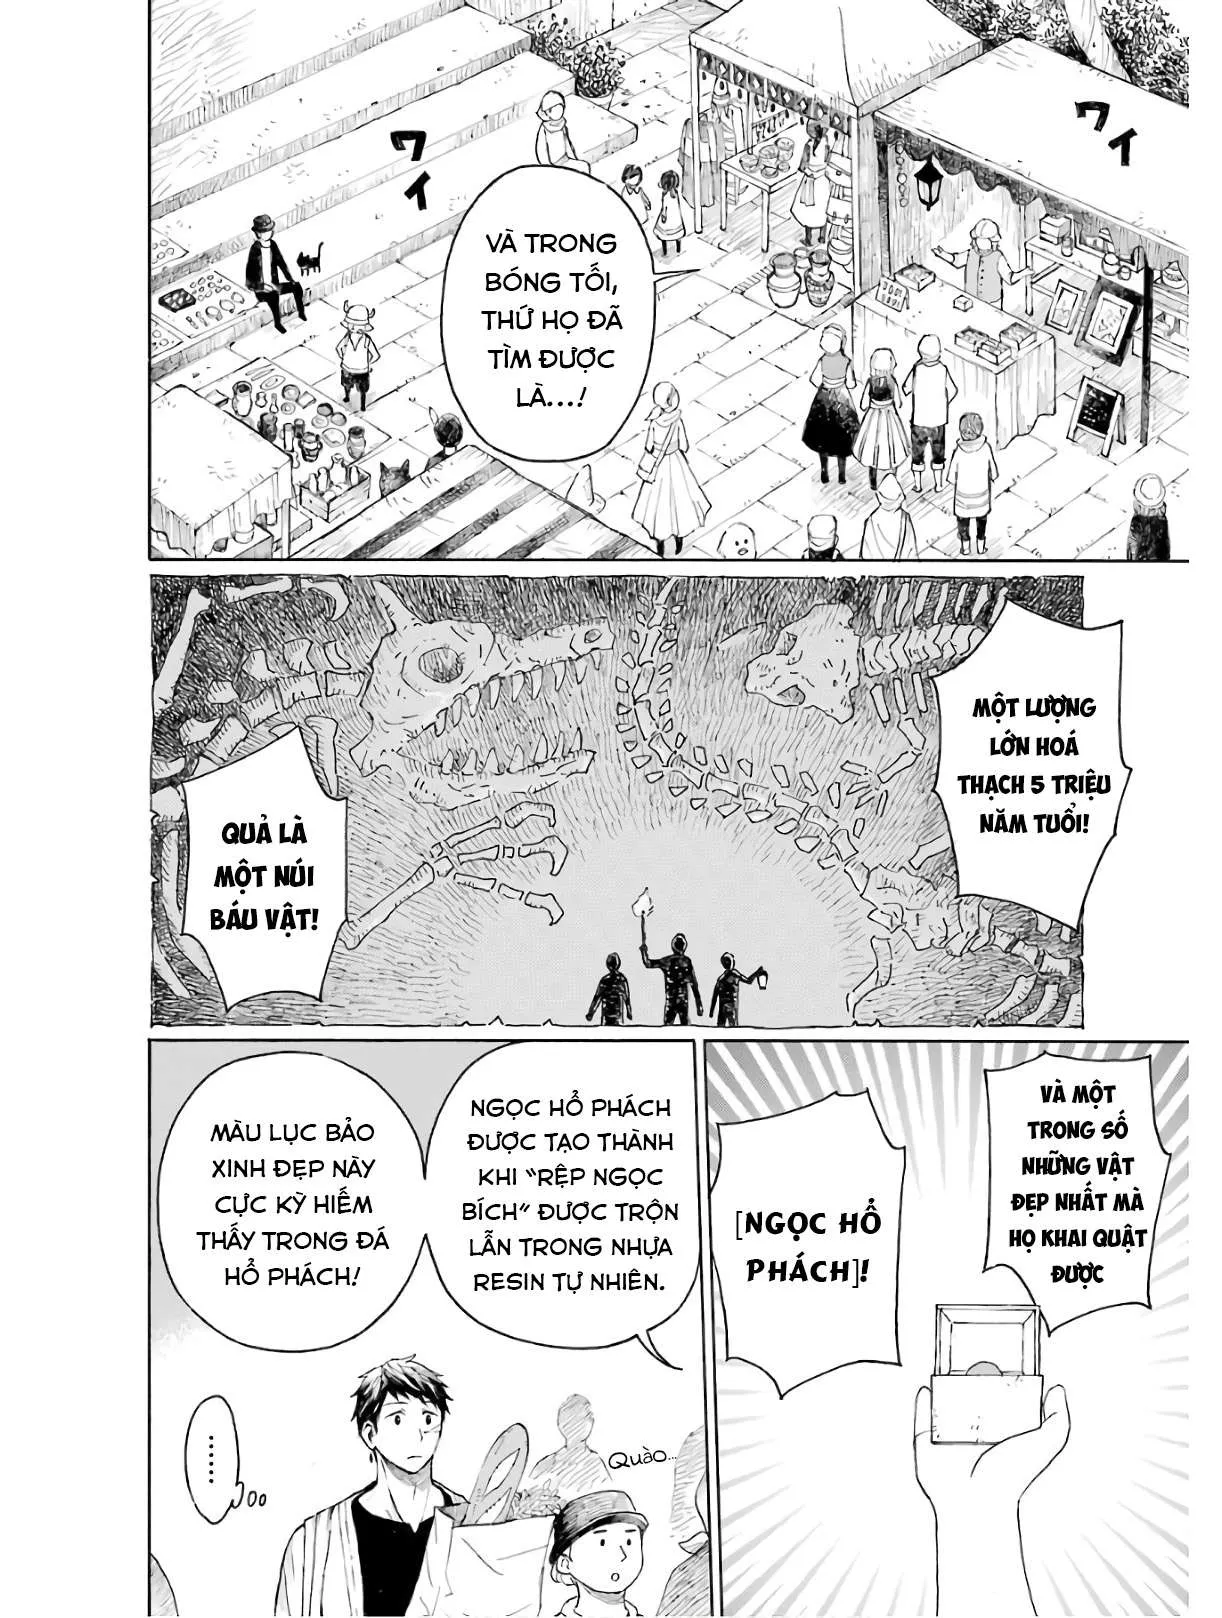 ワイ
ワイ
VÀ TRONG
BÓNG TỐI,
THỨ HỌ ĐÃ
TÌM ĐƯỢC
LÀ...!
MỘT LƯỢNG
LỚN HOÁ
THẠCH 5 TRIỆU
NĂM TUỔI!
QUẢ LÀ
MỘT NÚI
BÁU VẬT!
VÀ MỘT
TRONG SỐ
NHỮNG VẬT
ĐẸP NHẤT MÀ
HỌ KHAI QUẬT
ĐƯỢC
[NGỌC HỔ
PHÁCH]!
NGỌC HỔ PHÁCH
ĐƯỢC TẠO THÀNH
KHI “RỆP NGỌC
BÍCH” ĐƯỢC TRỘN
LẪN TRONG NHỰA
RESIN TỰ NHIÊN.
MÀU LỤC BẢO
XINH ĐẸP NÀY
CỰC KỲ HIẾM
THẤY TRONG ĐÁ
HỔ PHÁCH!
Quào...
......